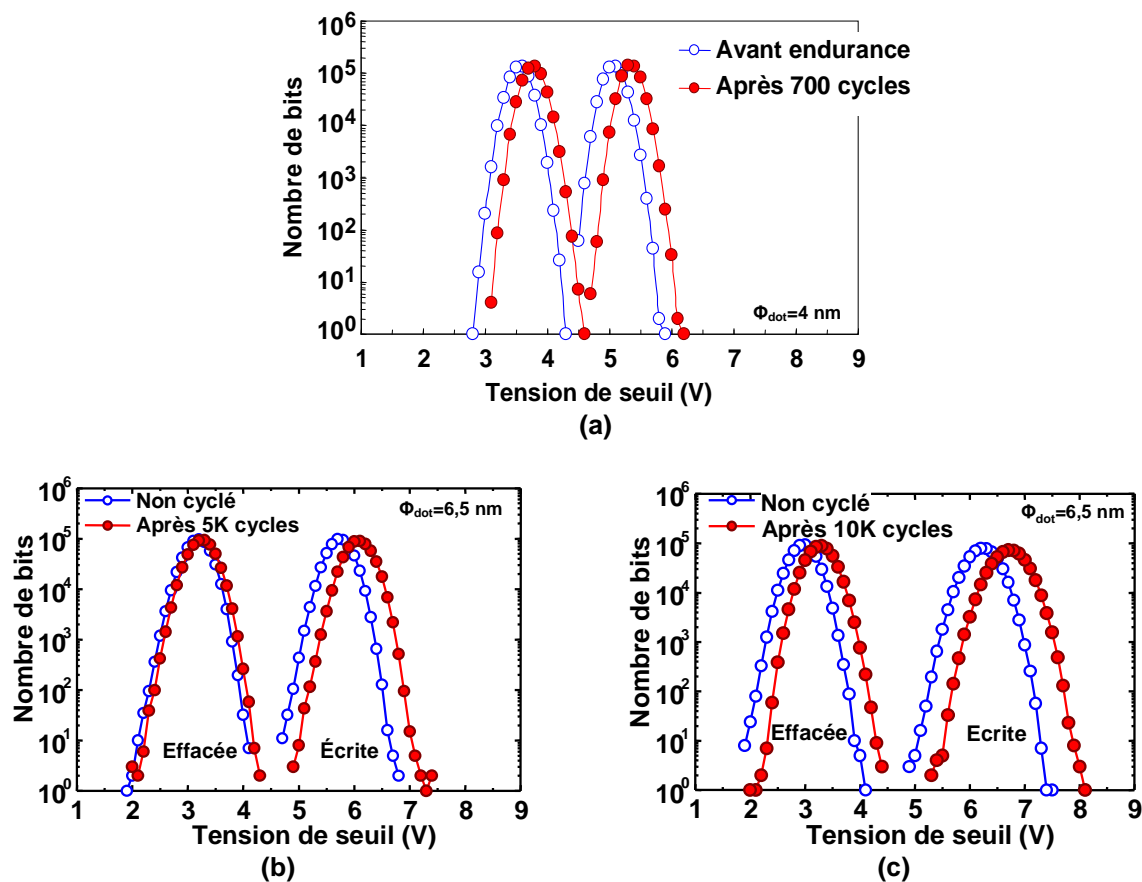 Nombre de bits
10^6
10^5
10^4
10^3
10^2
10^1
10^0
Avant endurance
Après 700 cycles
Φdot=4 nm
1 2 3 4 5 6 7 8 9
Tension de seuil (V)
(a)
Nombre de bits
10^6
10^5
10^4
10^3
10^2
10^1
10^0
Non cyclé
Après 5K cycles
Φdot=6,5 nm
Effacée
Écrite
1 2 3 4 5 6 7 8 9
Tension de seuil (V)
(b)
Nombre de bits
10^6
10^5
10^4
10^3
10^2
10^1
10^0
Non cyclé
Après 10K cycles
Φdot=6,5 nm
Effacée
Ecrite
1 2 3 4 5 6 7 8 9
Tension de seuil (V)
(c)